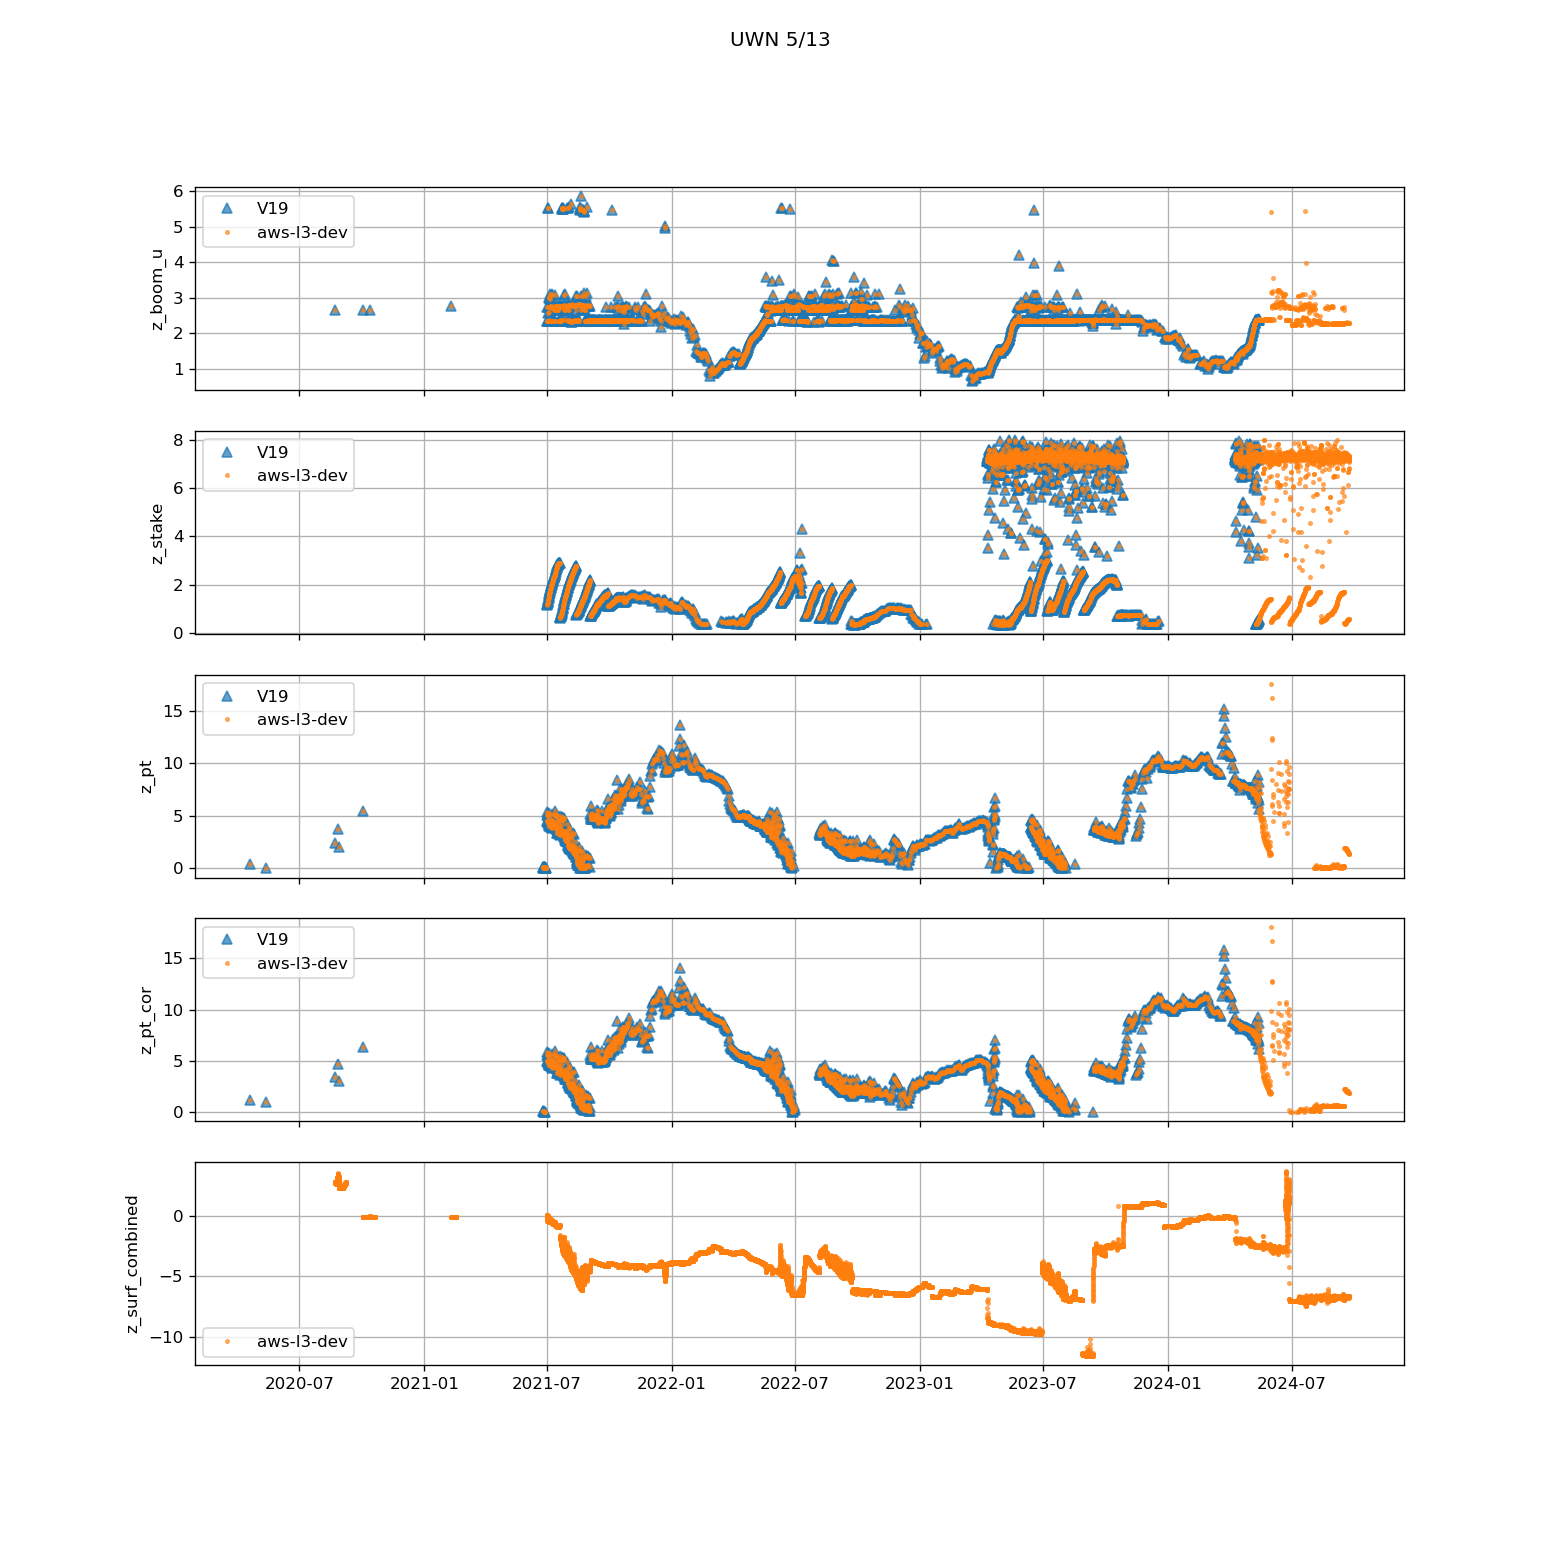 UWN 5/13
z_boom_u
6
5
4
3
2
1
V19
aws-l3-dev
z_stake
8
6
4
2
0
V19
aws-l3-dev
z_pt
15
10
5
0
V19
aws-l3-dev
z_pt_cor
15
10
5
0
V19
aws-l3-dev
z_surf_combined
0
−5
−10
aws-l3-dev
2020-07 2021-01 2021-07 2022-01 2022-07 2023-01 2023-07 2024-01 2024-07